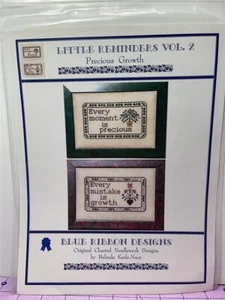 LITTLE REMINDERS VOL. 2
Precious Growth
Every
moment
is
precious
Every
mistake
is
growth
BLUE RIBBON DESIGNS
Original Charted Needlework Designs
by Belinda Karls-Nace